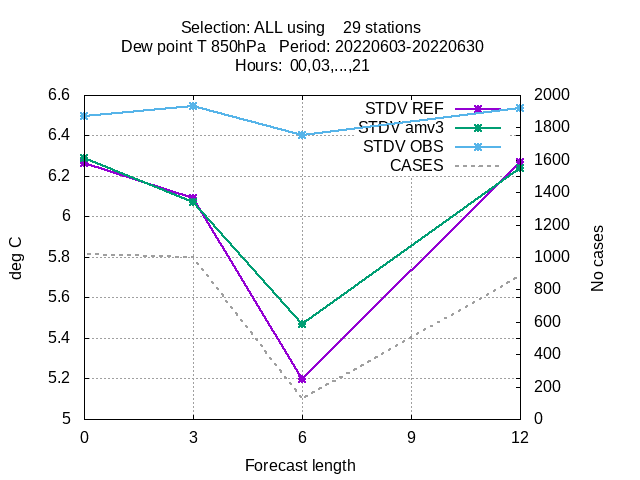 Selection: ALL using    29 stations
Dew point T 850hPa   Period: 20220603-20220630
Hours:  00,03,...,21
STDV REF
STDV amv3
STDV OBS
CASES
deg C
6.6
6.4
6.2
6
5.8
5.6
5.4
5.2
5
2000
1800
1600
1400
1200
1000
800
600
400
200
0
No cases
0 3 6 9 12
Forecast length